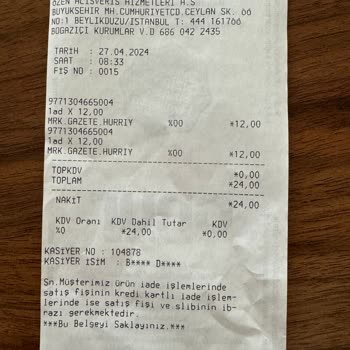 ÖZEN ALIŞVERİŞ HİZMETLERİ A.Ş
BÜYÜKŞEHİR MH.CUMHURİYETCD.CEYLAN SK. 66
NO:1 BEYLİKDÜZÜ/İSTANBUL T: 444 161766
BOĞAZİÇİ KURUMLAR V.D 686 042 2435
TARİH : 27.04.2024
SAAT : 08:33
FİŞ NO : 0015
9771304665004
1ad X 12,00
MRK.GAZETE.HURRIY %00 *12,00
9771304665004
1ad X 12,00
MRK.GAZETE.HURRIY %00 *12,00
TOPKDV *0,00
TOPLAM *24,00
NAKİT *24,00
KDV Oranı KDV Dahil Tutar KDV
%0 *24,00 *0,00
KASİYER NO : 104878
KASİYER İSİM : B**** D****
Sn.Müşterimiz ürün iade işlemlerinde
satış fişinin kredi kartlı iade işlem-
lerinde ise satış fişi ve slibinin ib-
razı gerekmektedir.
***Bu Belgeyi Saklayınız.***